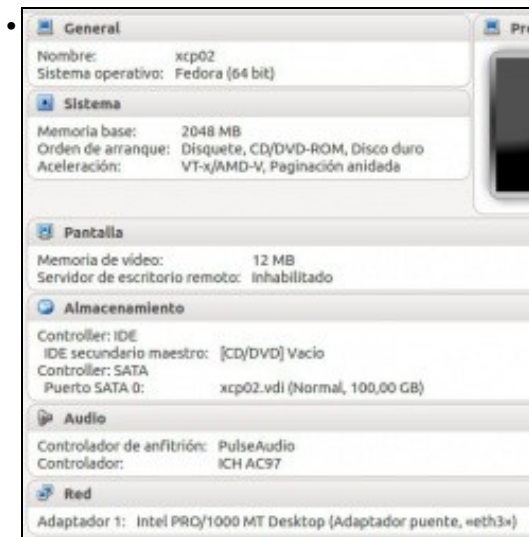 General
Nombre: xcp02
Sistema operativo: Fedora (64 bit)
Sistema
Memoria base: 2048 MB
Orden de arranque: Disquete, CD/DVD-ROM, Disco duro
Aceleración: VT-x/AMD-V, Paginación anidada
Pre
Pantalla
Memoria de vídeo: 12 MB
Servidor de escritorio remoto: Inhabilitado
Almacenamiento
Controller: IDE
IDE secundario maestro: [CD/DVD] Vacío
Controller: SATA
Puerto SATA 0: xcp02.vdi (Normal, 100,00 GB)
Audio
Controlador de anfitrión: PulseAudio
Controlador: ICH AC97
Red
Adaptador 1: Intel PRO/1000 MT Desktop (Adaptador puente, «eth3»)